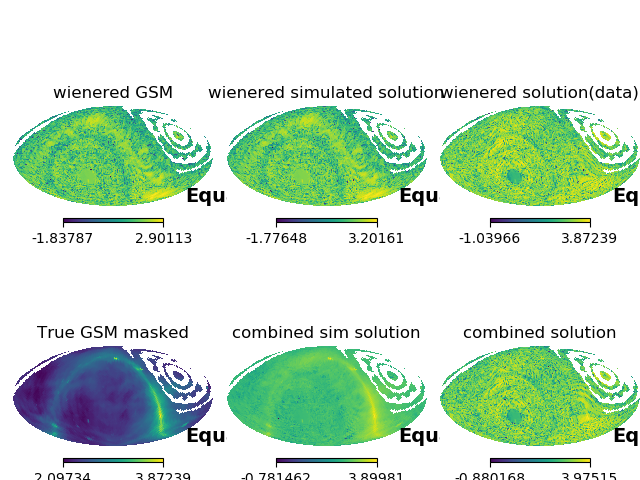 wienered GSM
wienered simulated solution
wienered solution(data)
Equ
Equ
Eq
-1.83787 2.90113
-1.77648 3.20161
-1.03966 3.87239
True GSM masked
combined sim solution
combined solution
Equ
Equ
Eq
2.09734 3.87239
-0.781462 3.89981
-0.880168 3.97515